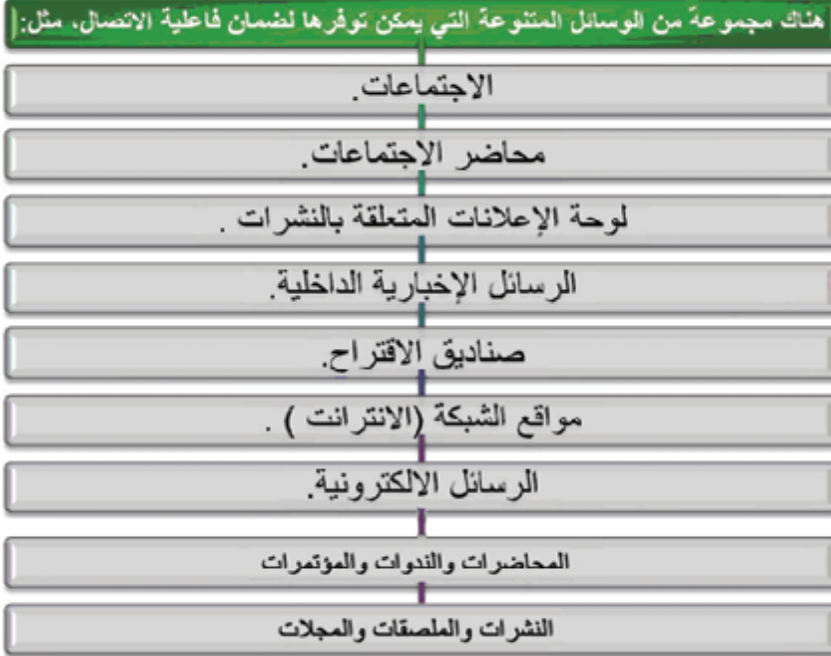 هناك مجموعة من الوسائل المتنوعة التي يمكن توفرها لضمان فاعلية الاتصال، مثل:
الاجتماعات.
محاضر الاجتماعات.
لوحة الإعلانات المتعلقة بالنشرات .
الرسائل الإخبارية الداخلية.
صناديق الاقتراح.
مواقع الشبكة (الانترانت ) .
الرسائل الالكترونية.
المحاضرات والندوات والمؤتمرات
النشرات والملصقات والمجلات